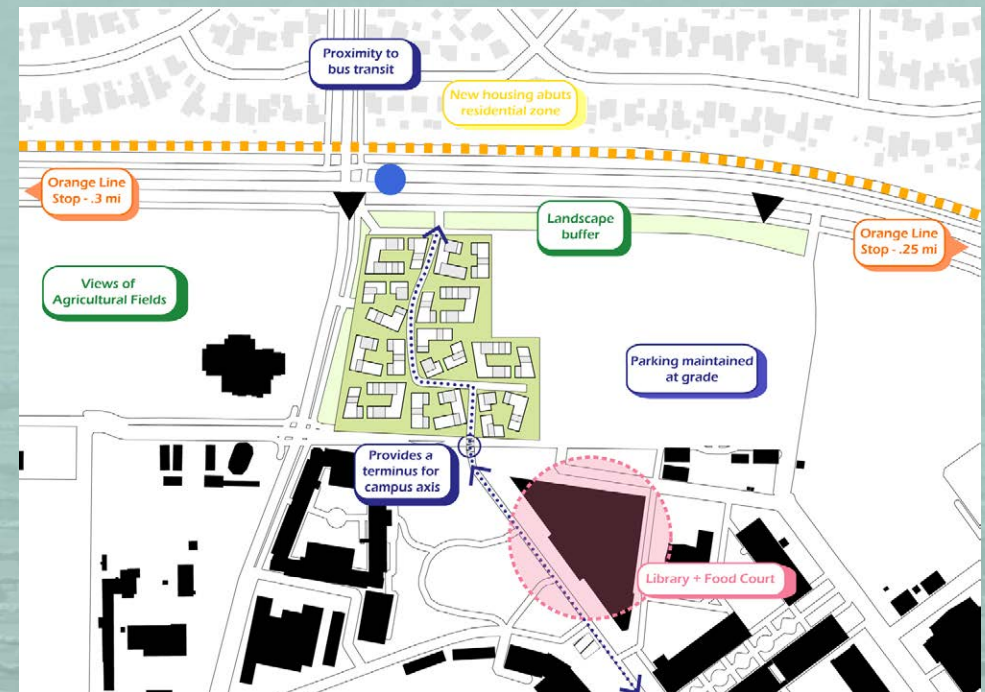 Proximity to
bus transit
New housing abuts
residential zone
Orange Line
Stop - .3 mi
Landscape
buffer
Orange Line
Stop - .25 mi
Views of
Agricultural Fields
Parking maintained
at grade
Provides a
terminus for
campus axis
Library + Food Court